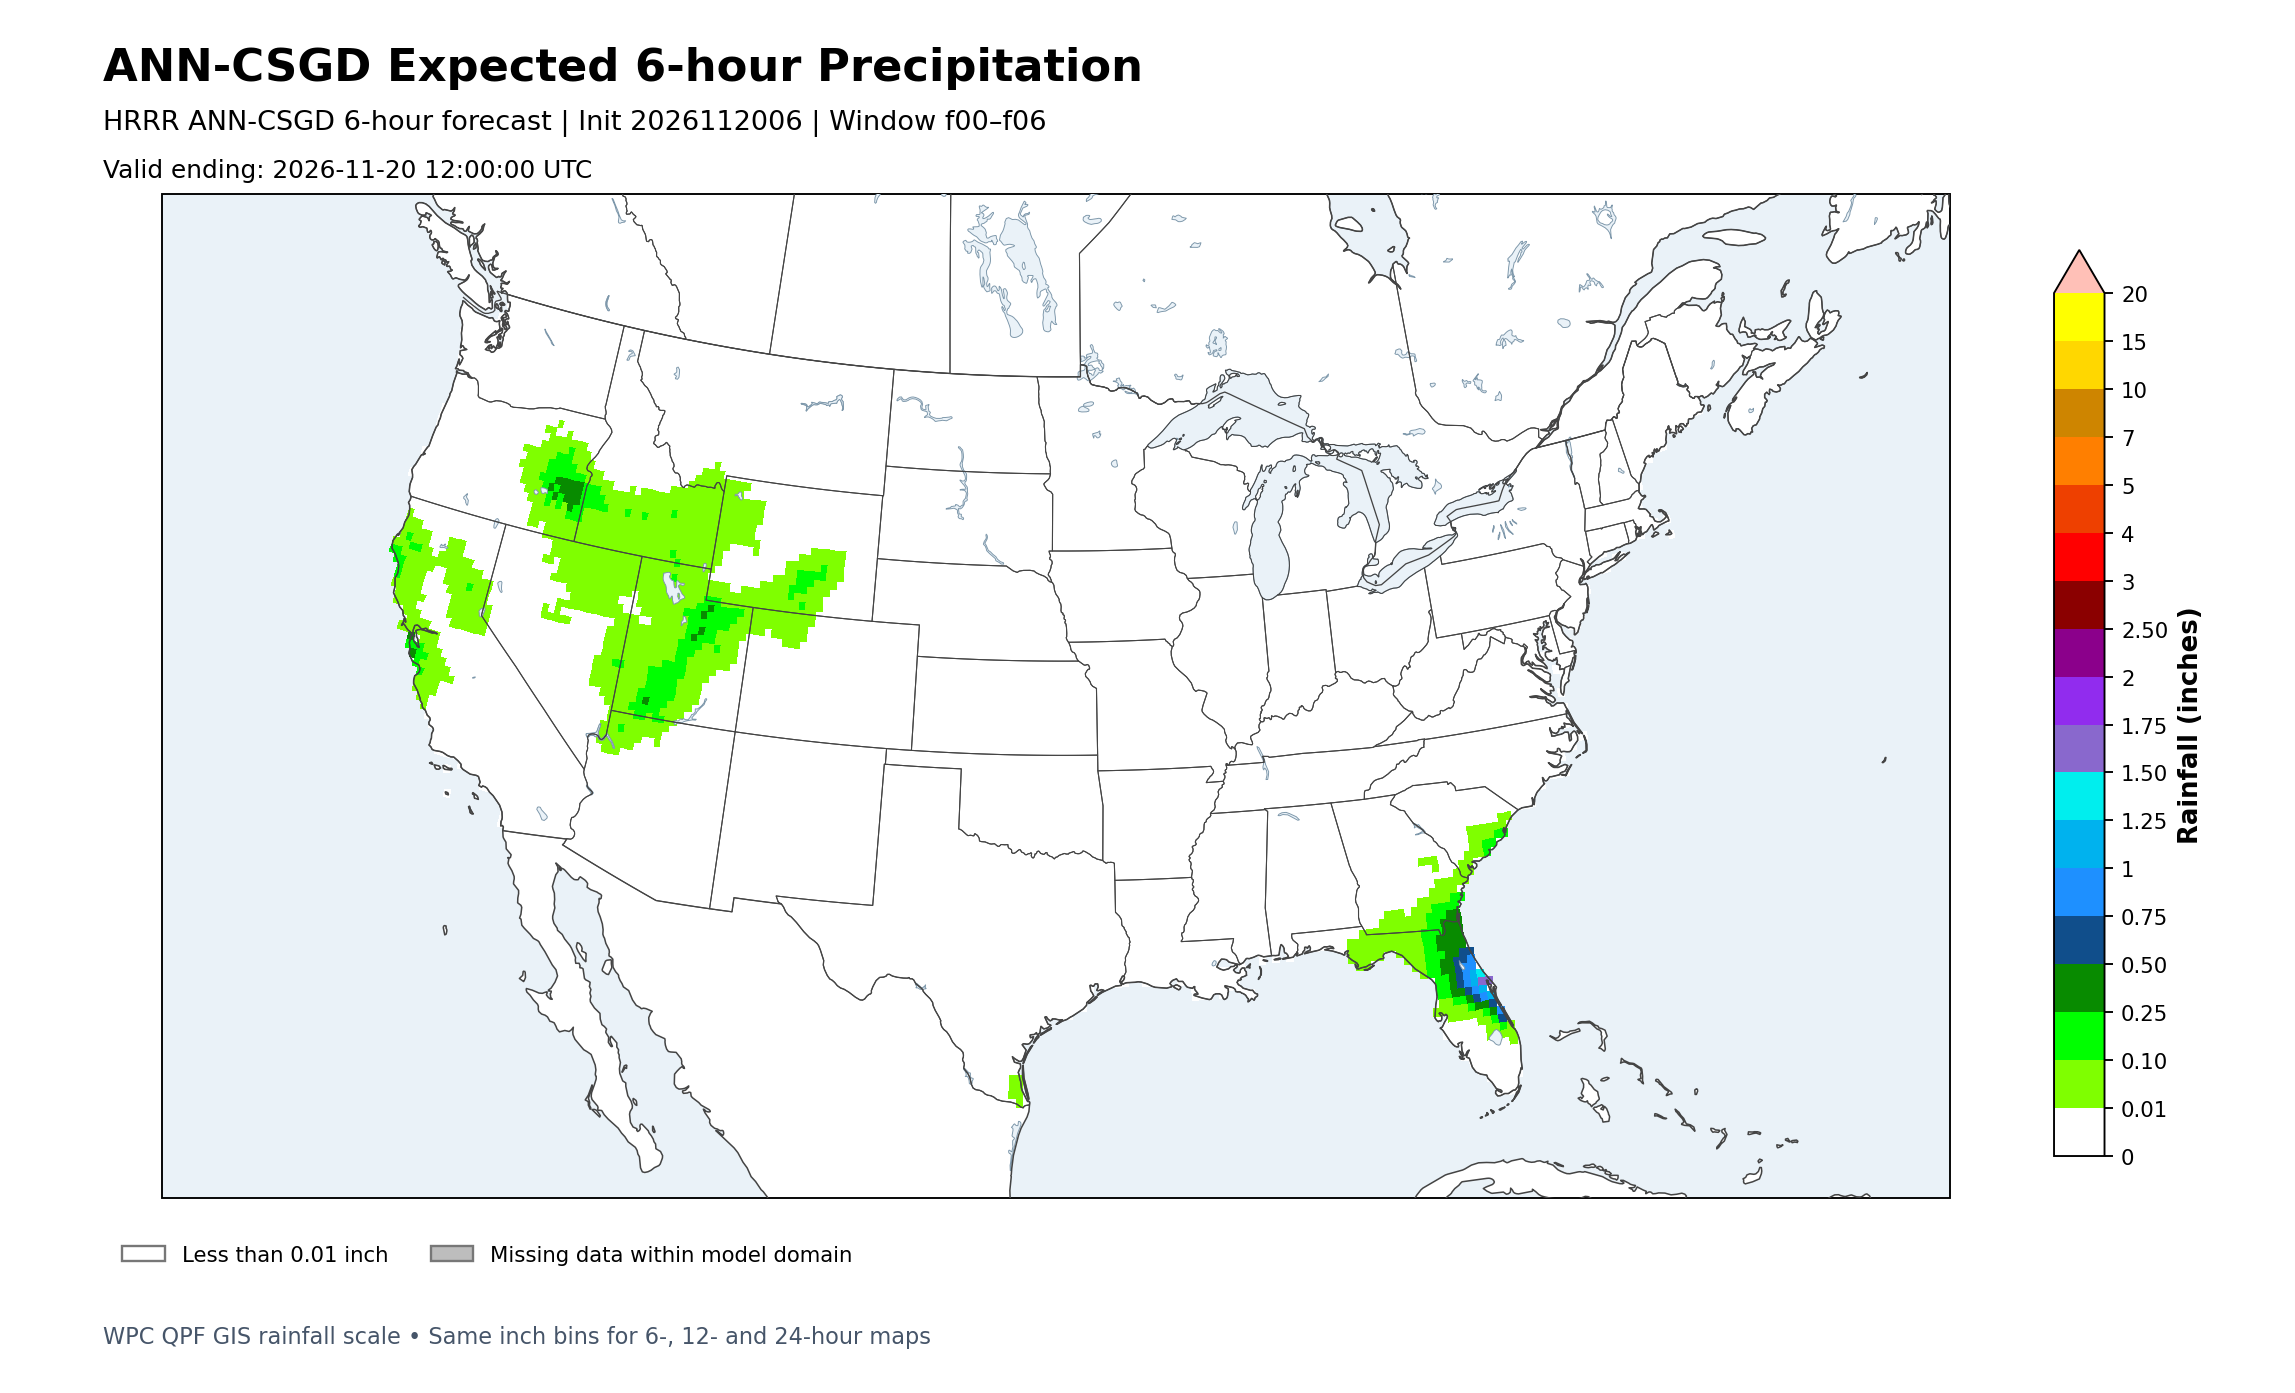 ANN-CSGD Expected 6-hour Precipitation
HRRR ANN-CSGD 6-hour forecast | Init 2026112006 | Window f00–f06
Valid ending: 2026-11-20 12:00:00 UTC
20
15
10
7
5
4
3
2.50
2
1.75
1.50
1.25
1
0.75
0.50
0.25
0.10
0.01
0
Rainfall (inches)
Less than 0.01 inch
Missing data within model domain
WPC QPF GIS rainfall scale • Same inch bins for 6-, 12- and 24-hour maps